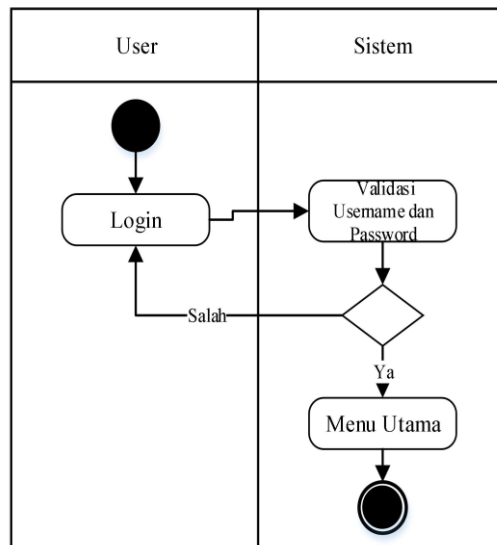 User
Sistem
Login
Validasi
Username dan
Password
Salah
Ya
Menu Utama